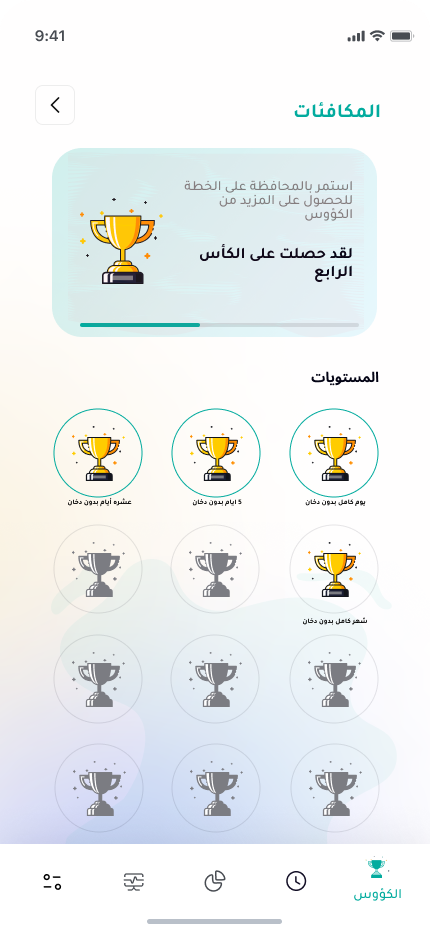 9:41
المكافئات
استمر بالمحافظة على الخطة
للحصول على المزيد من
الكؤوس
لقد حصلت على الكأس
الرابع
المستويات
يوم كامل بدون دخان
5 ايام بدون دخان
عشره أيام بدون دخان
شهر كامل بدون دخان
الكؤوس